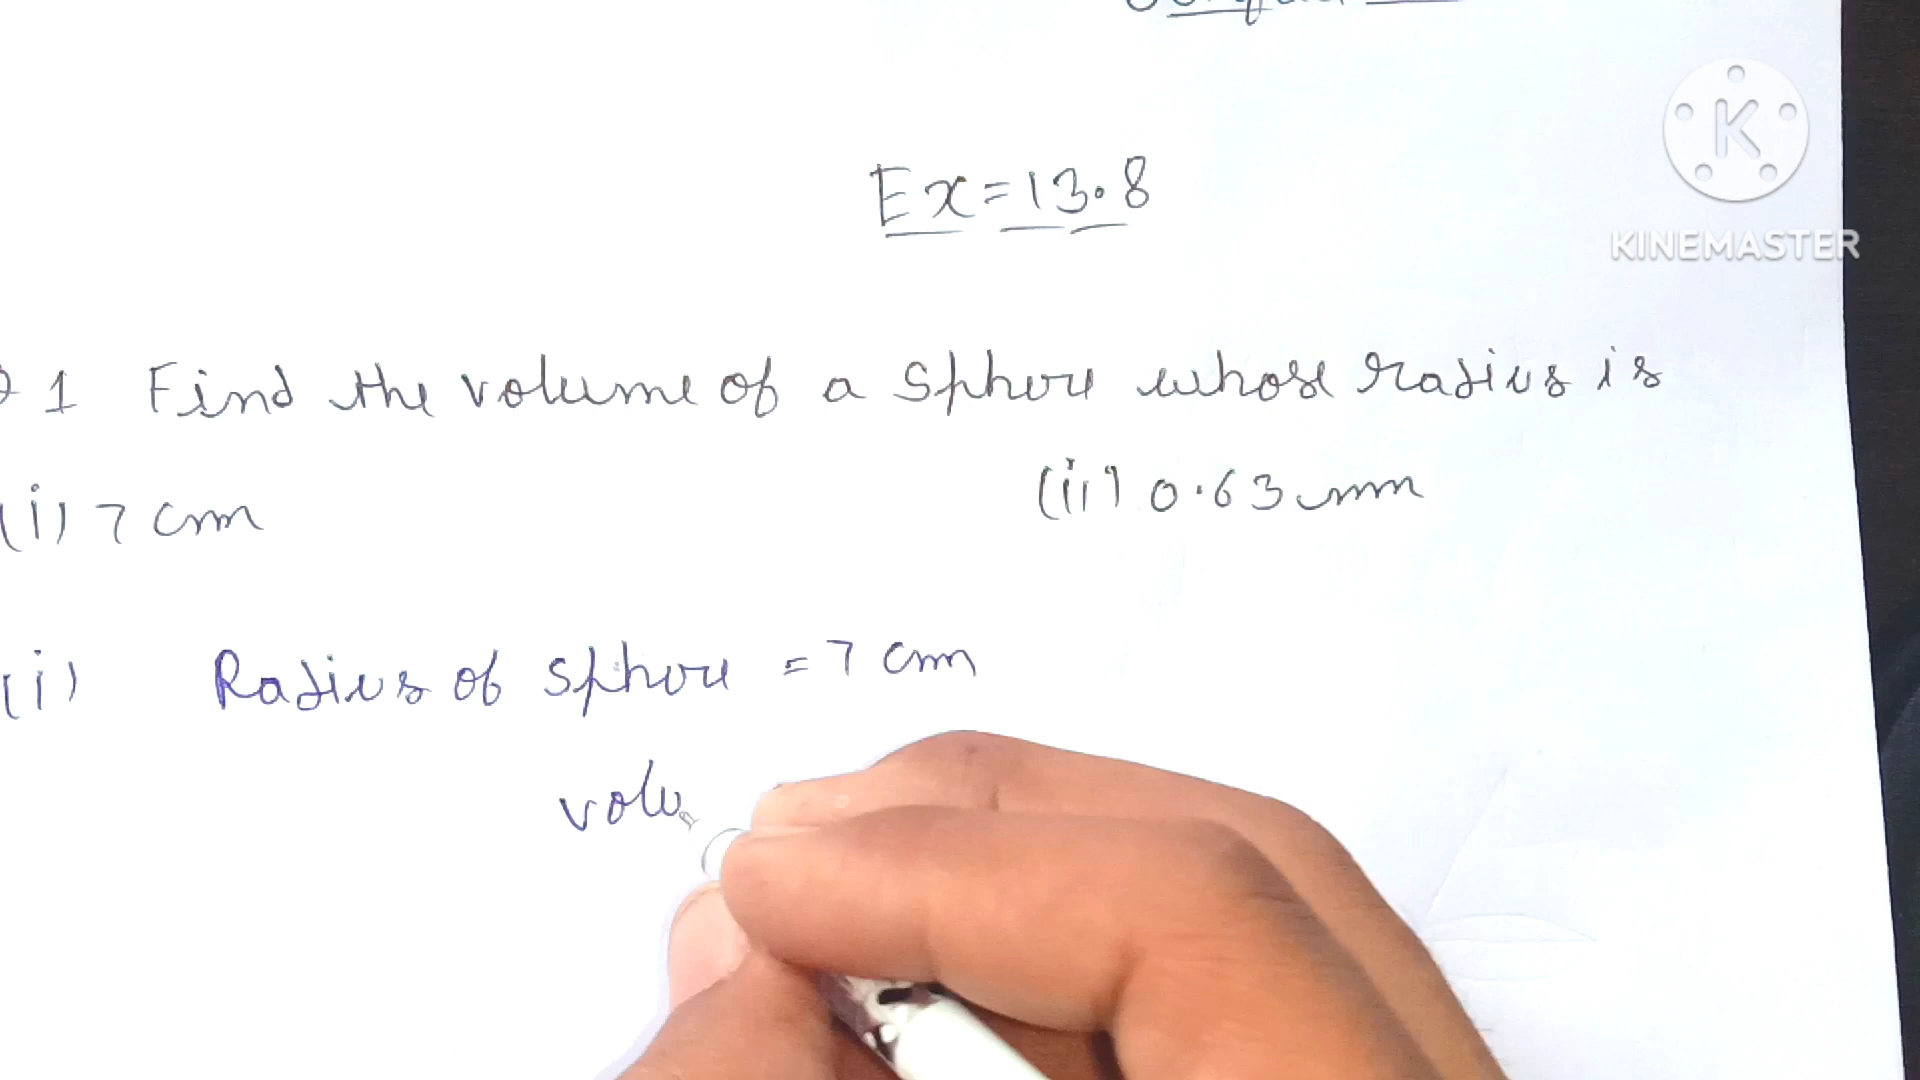 Ex=13.8
K
KINEMASTER
1 Find the volume of a sphere whose radius is
(i) 7 cm (ii) 0.63 mm
(i) Radius of sphere = 7 cm
volu